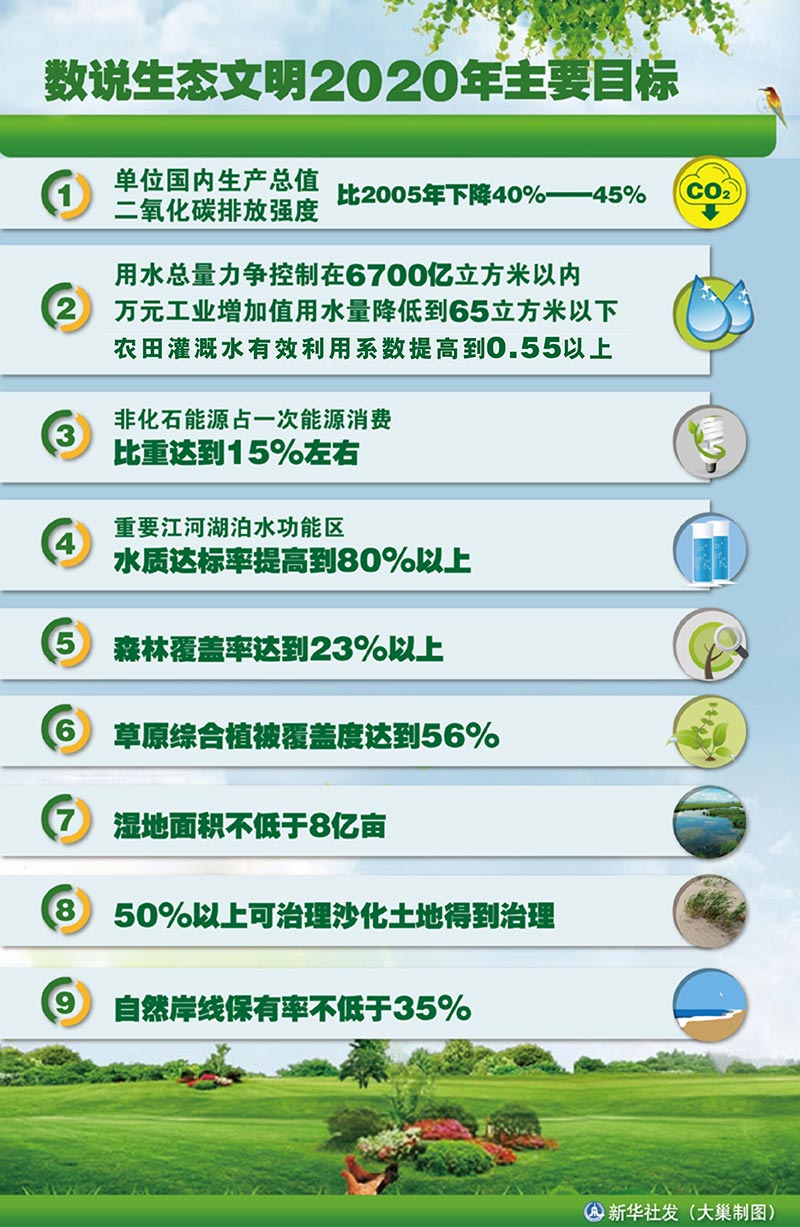 数说生态文明2020年主要目标
1
单位国内生产总值
二氧化碳排放强度
比2005年下降40%——45%
CO₂
2
用水总量力争控制在6700亿立方米以内
万元工业增加值用水量降低到65立方米以下
农田灌溉水有效利用系数提高到0.55以上
3
非化石能源占一次能源消费
比重达到15%左右
4
重要江河湖泊水功能区
水质达标率提高到80%以上
5
森林覆盖率达到23%以上
6
草原综合植被覆盖度达到56%
7
湿地面积不低于8亿亩
8
50%以上可治理沙化土地得到治理
9
自然岸线保有率不低于35%
新华社发（大巢制图）